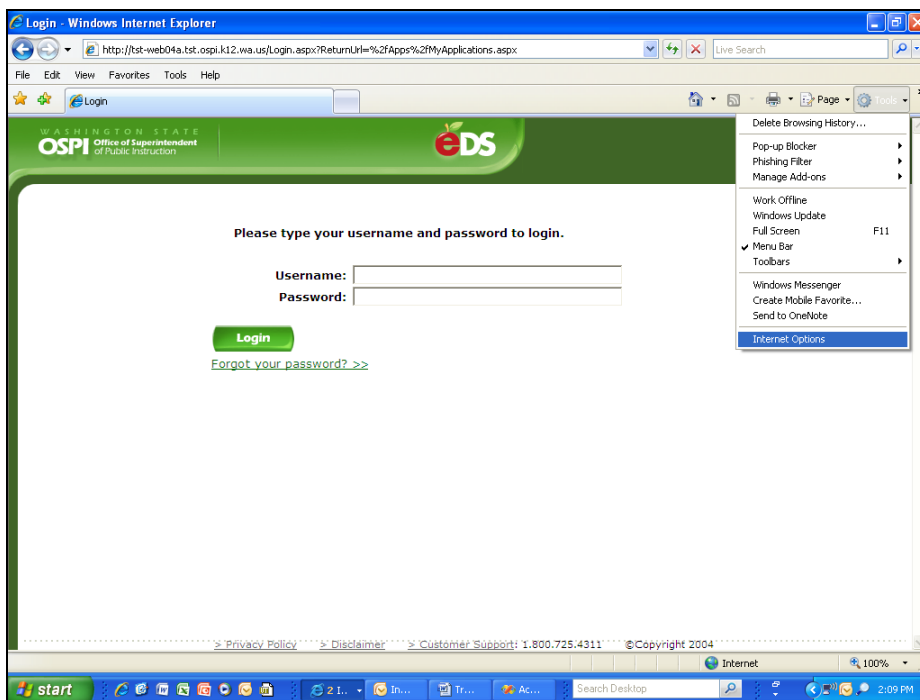 Login - Windows Internet Explorer
http://tst-web04a.tst.ospi.k12.wa.us/Login.aspx?ReturnUrl=%2fApps%2fMyApplications.aspx
Live Search
File Edit View Favorites Tools Help
Login
Page
Tools
WASHINGTON STATE
OSPI Office of Superintendent
of Public Instruction
eDS
Delete Browsing History...
Pop-up Blocker
Phishing Filter
Manage Add-ons
Work Offline
Windows Update
Full Screen F11
Menu Bar
Toolbars
Windows Messenger
Create Mobile Favorite...
Send to OneNote
Internet Options
Please type your username and password to login.
Username:
Password:
Login
Forgot your password? >>
> Privacy Policy > Disclaimer > Customer Support: 1.800.725.4311 ©Copyright 2004
Internet 100%
start 2 I... In... Tr... Ac... Search Desktop 2:09 PM